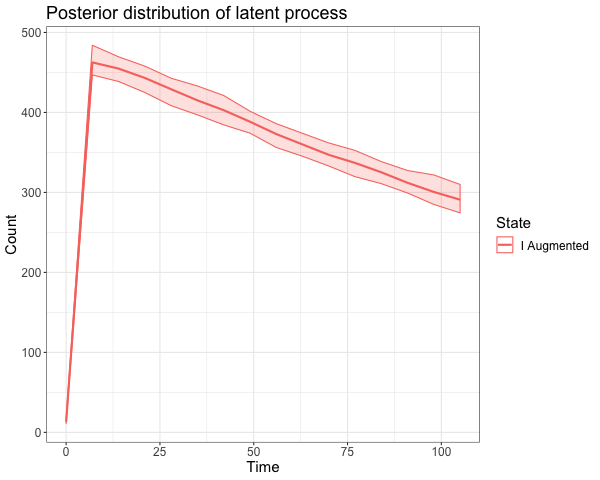 Posterior distribution of latent process
500
400
300
200
100
0
Count
0 25 50 75 100
Time
State
I Augmented